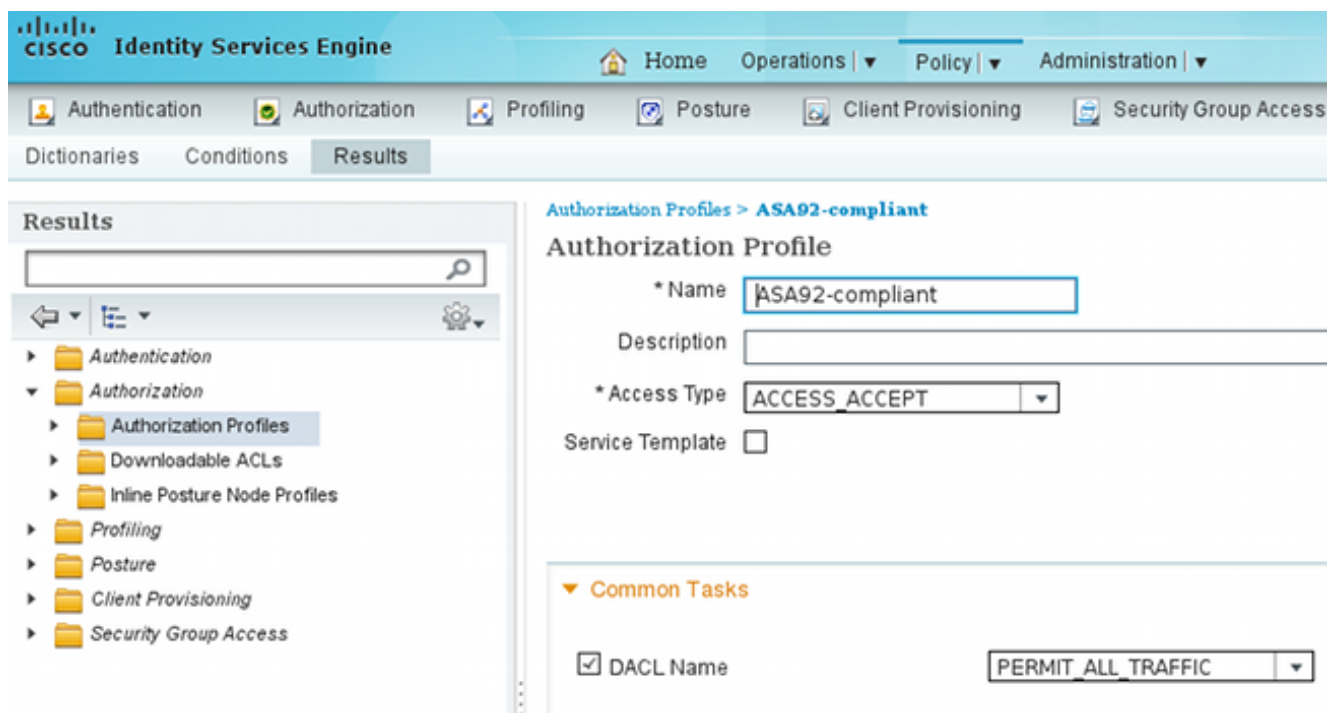 CISCO Identity Services Engine
Home Operations | Policy | Administration |
Authentication Authorization Profiling Posture Client Provisioning Security Group Access
Dictionaries Conditions Results
Results
Authentication
Authorization
Authorization Profiles
Downloadable ACLs
Inline Posture Node Profiles
Profiling
Posture
Client Provisioning
Security Group Access
Authorization Profiles > ASA92-compliant
Authorization Profile
* Name ASA92-compliant
Description
* Access Type ACCESS_ACCEPT
Service Template
Common Tasks
DACL Name PERMIT_ALL_TRAFFIC